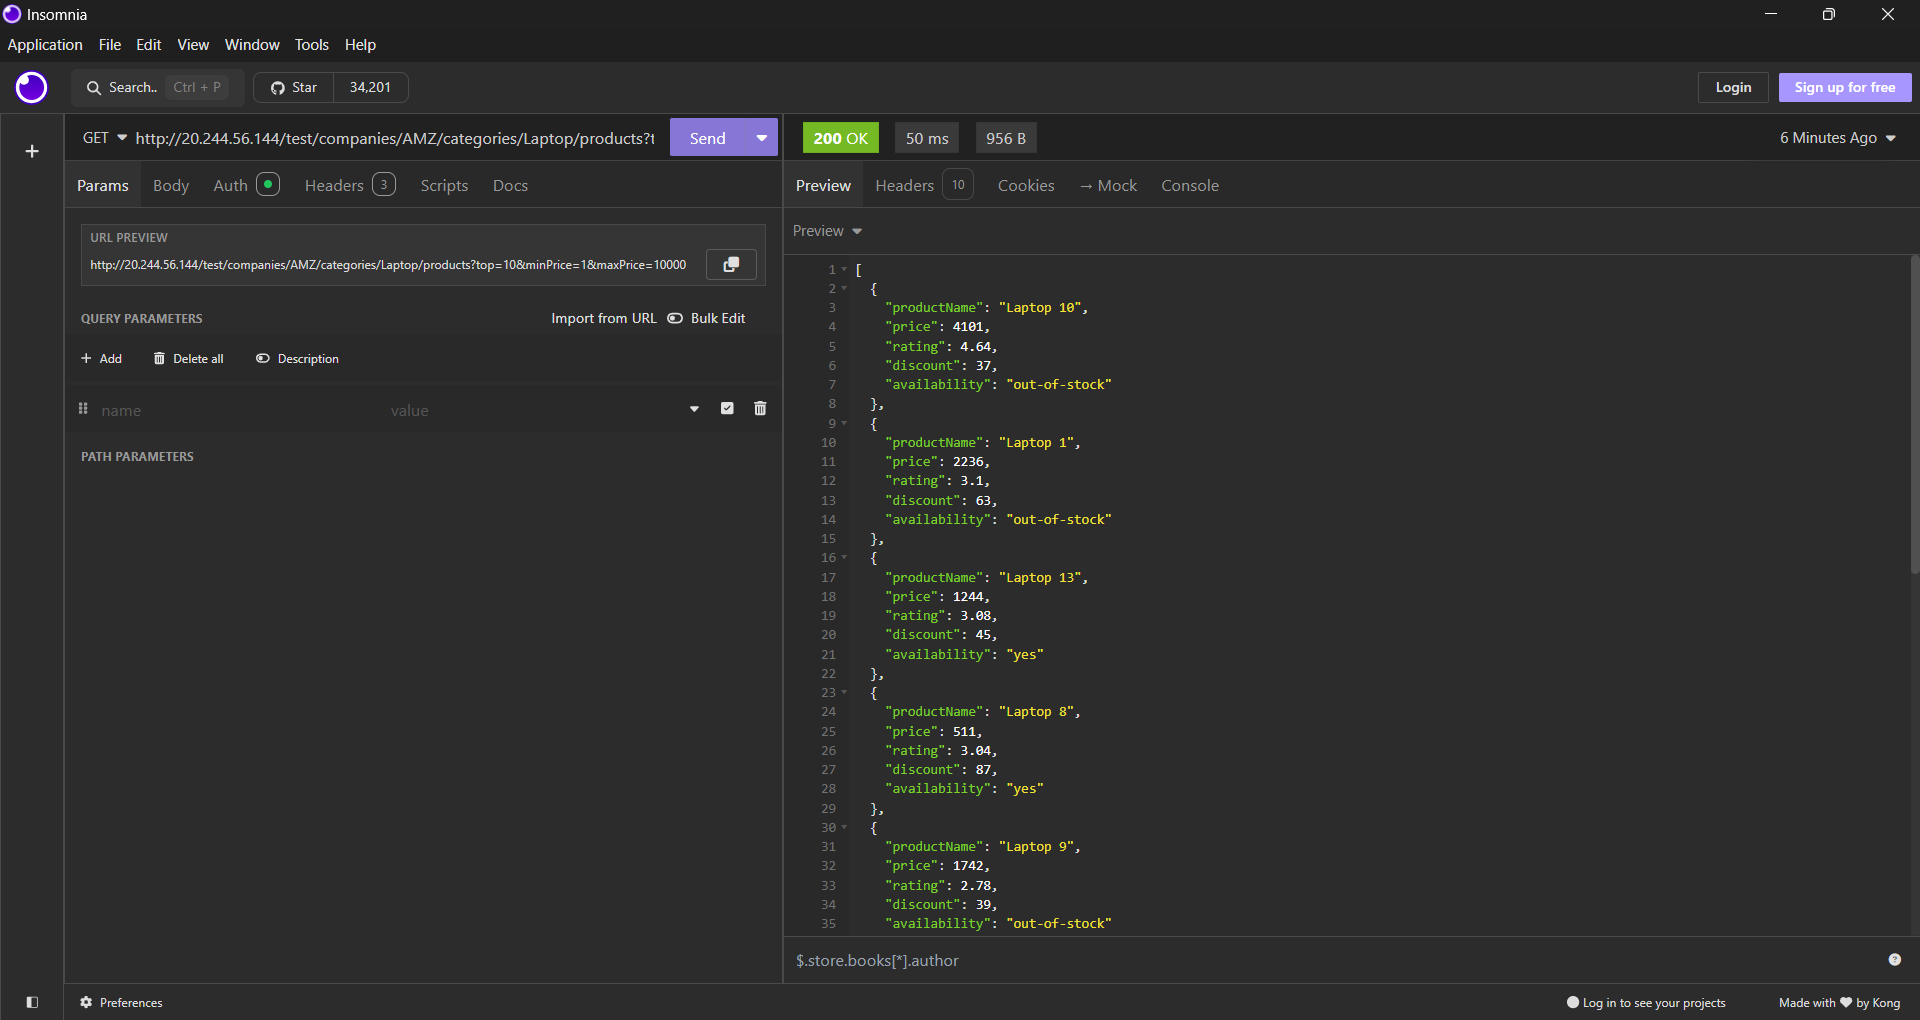 Insomnia
Application File Edit View Window Tools Help
Search.. Ctrl + P Star 34,201 Login Sign up for free
GET http://20.244.56.144/test/companies/AMZ/categories/Laptop/products?t Send 200 OK 50 ms 956 B 6 Minutes Ago
Params Body Auth Headers 3 Scripts Docs
Preview Headers 10 Cookies → Mock Console
URL PREVIEW
http://20.244.56.144/test/companies/AMZ/categories/Laptop/products?top=10&minPrice=1&maxPrice=10000
QUERY PARAMETERS Import from URL Bulk Edit
+ Add Delete all Description
name value
PATH PARAMETERS
Preview
1 [
2 {
3 "productName": "Laptop 10",
4 "price": 4101,
5 "rating": 4.64,
6 "discount": 37,
7 "availability": "out-of-stock"
8 },
9 {
10 "productName": "Laptop 1",
11 "price": 2236,
12 "rating": 3.1,
13 "discount": 63,
14 "availability": "out-of-stock"
15 },
16 {
17 "productName": "Laptop 13",
18 "price": 1244,
19 "rating": 3.08,
20 "discount": 45,
21 "availability": "yes"
22 },
23 {
24 "productName": "Laptop 8",
25 "price": 511,
26 "rating": 3.04,
27 "discount": 87,
28 "availability": "yes"
29 },
30 {
31 "productName": "Laptop 9",
32 "price": 1742,
33 "rating": 2.78,
34 "discount": 39,
35 "availability": "out-of-stock"
$.store.books[*].author
Preferences Log in to see your projects Made with ♥ by Kong